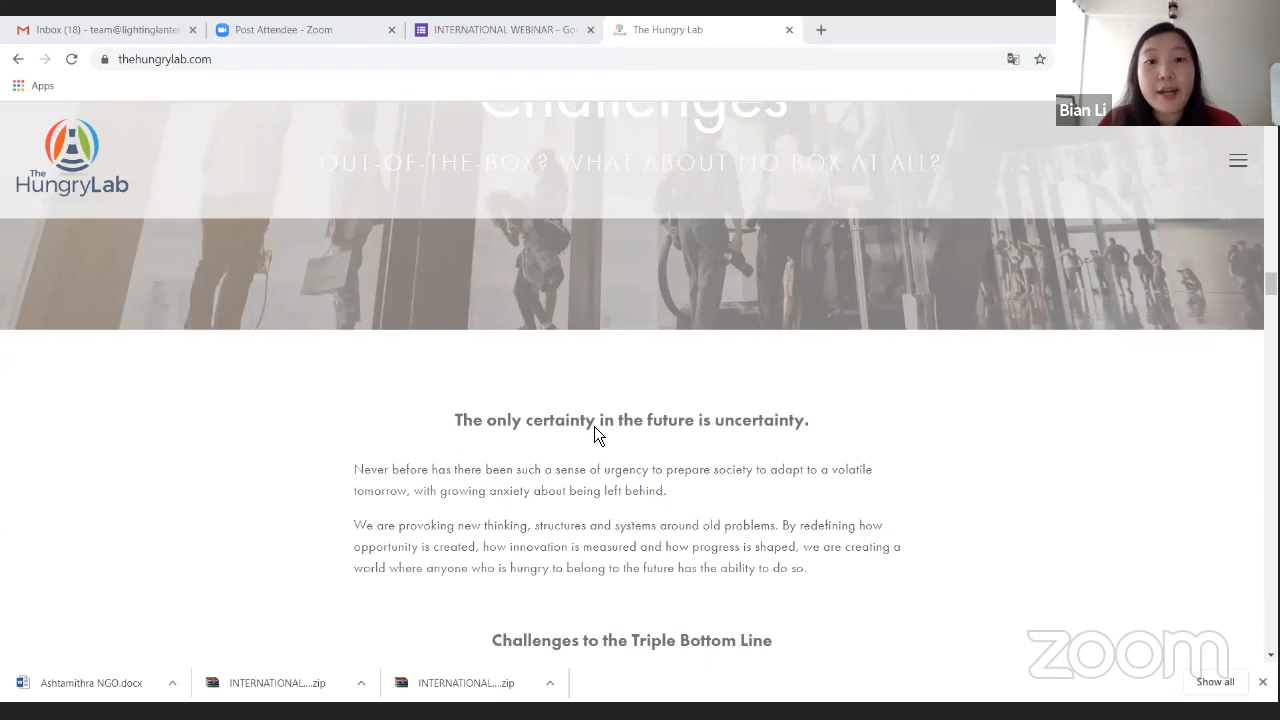 Inbox (18) - team@lightinglante
Post Attendee - Zoom
INTERNATIONAL WEBINAR - Go
The Hungry Lab
thehungrylab.com
Apps
Bian Li
Challenges
OUT-OF-THE-BOX? WHAT ABOUT NO BOX AT ALL?
The
HungryLab
The only certainty in the future is uncertainty.
Never before has there been such a sense of urgency to prepare society to adapt to a volatile
tomorrow, with growing anxiety about being left behind.
We are provoking new thinking, structures and systems around old problems. By redefining how
opportunity is created, how innovation is measured and how progress is shaped, we are creating a
world where anyone who is hungry to belong to the future has the ability to do so.
Challenges to the Triple Bottom Line
zoom
Ashtamithra NGO.docx
INTERNATIONAL....zip
INTERNATIONAL....zip
Show all